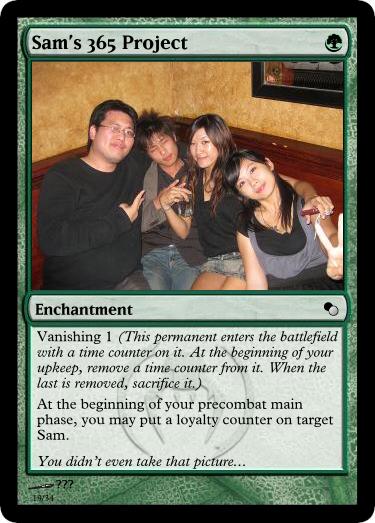 Sam's 365 Project
Enchantment
Vanishing 1 (This permanent enters the battlefield
with a time counter on it. At the beginning of your
upkeep, remove a time counter from it. When the
last is removed, sacrifice it.)
At the beginning of your precombat main
phase, you may put a loyalty counter on target
Sam.
You didn't even take that picture...
???
19/34